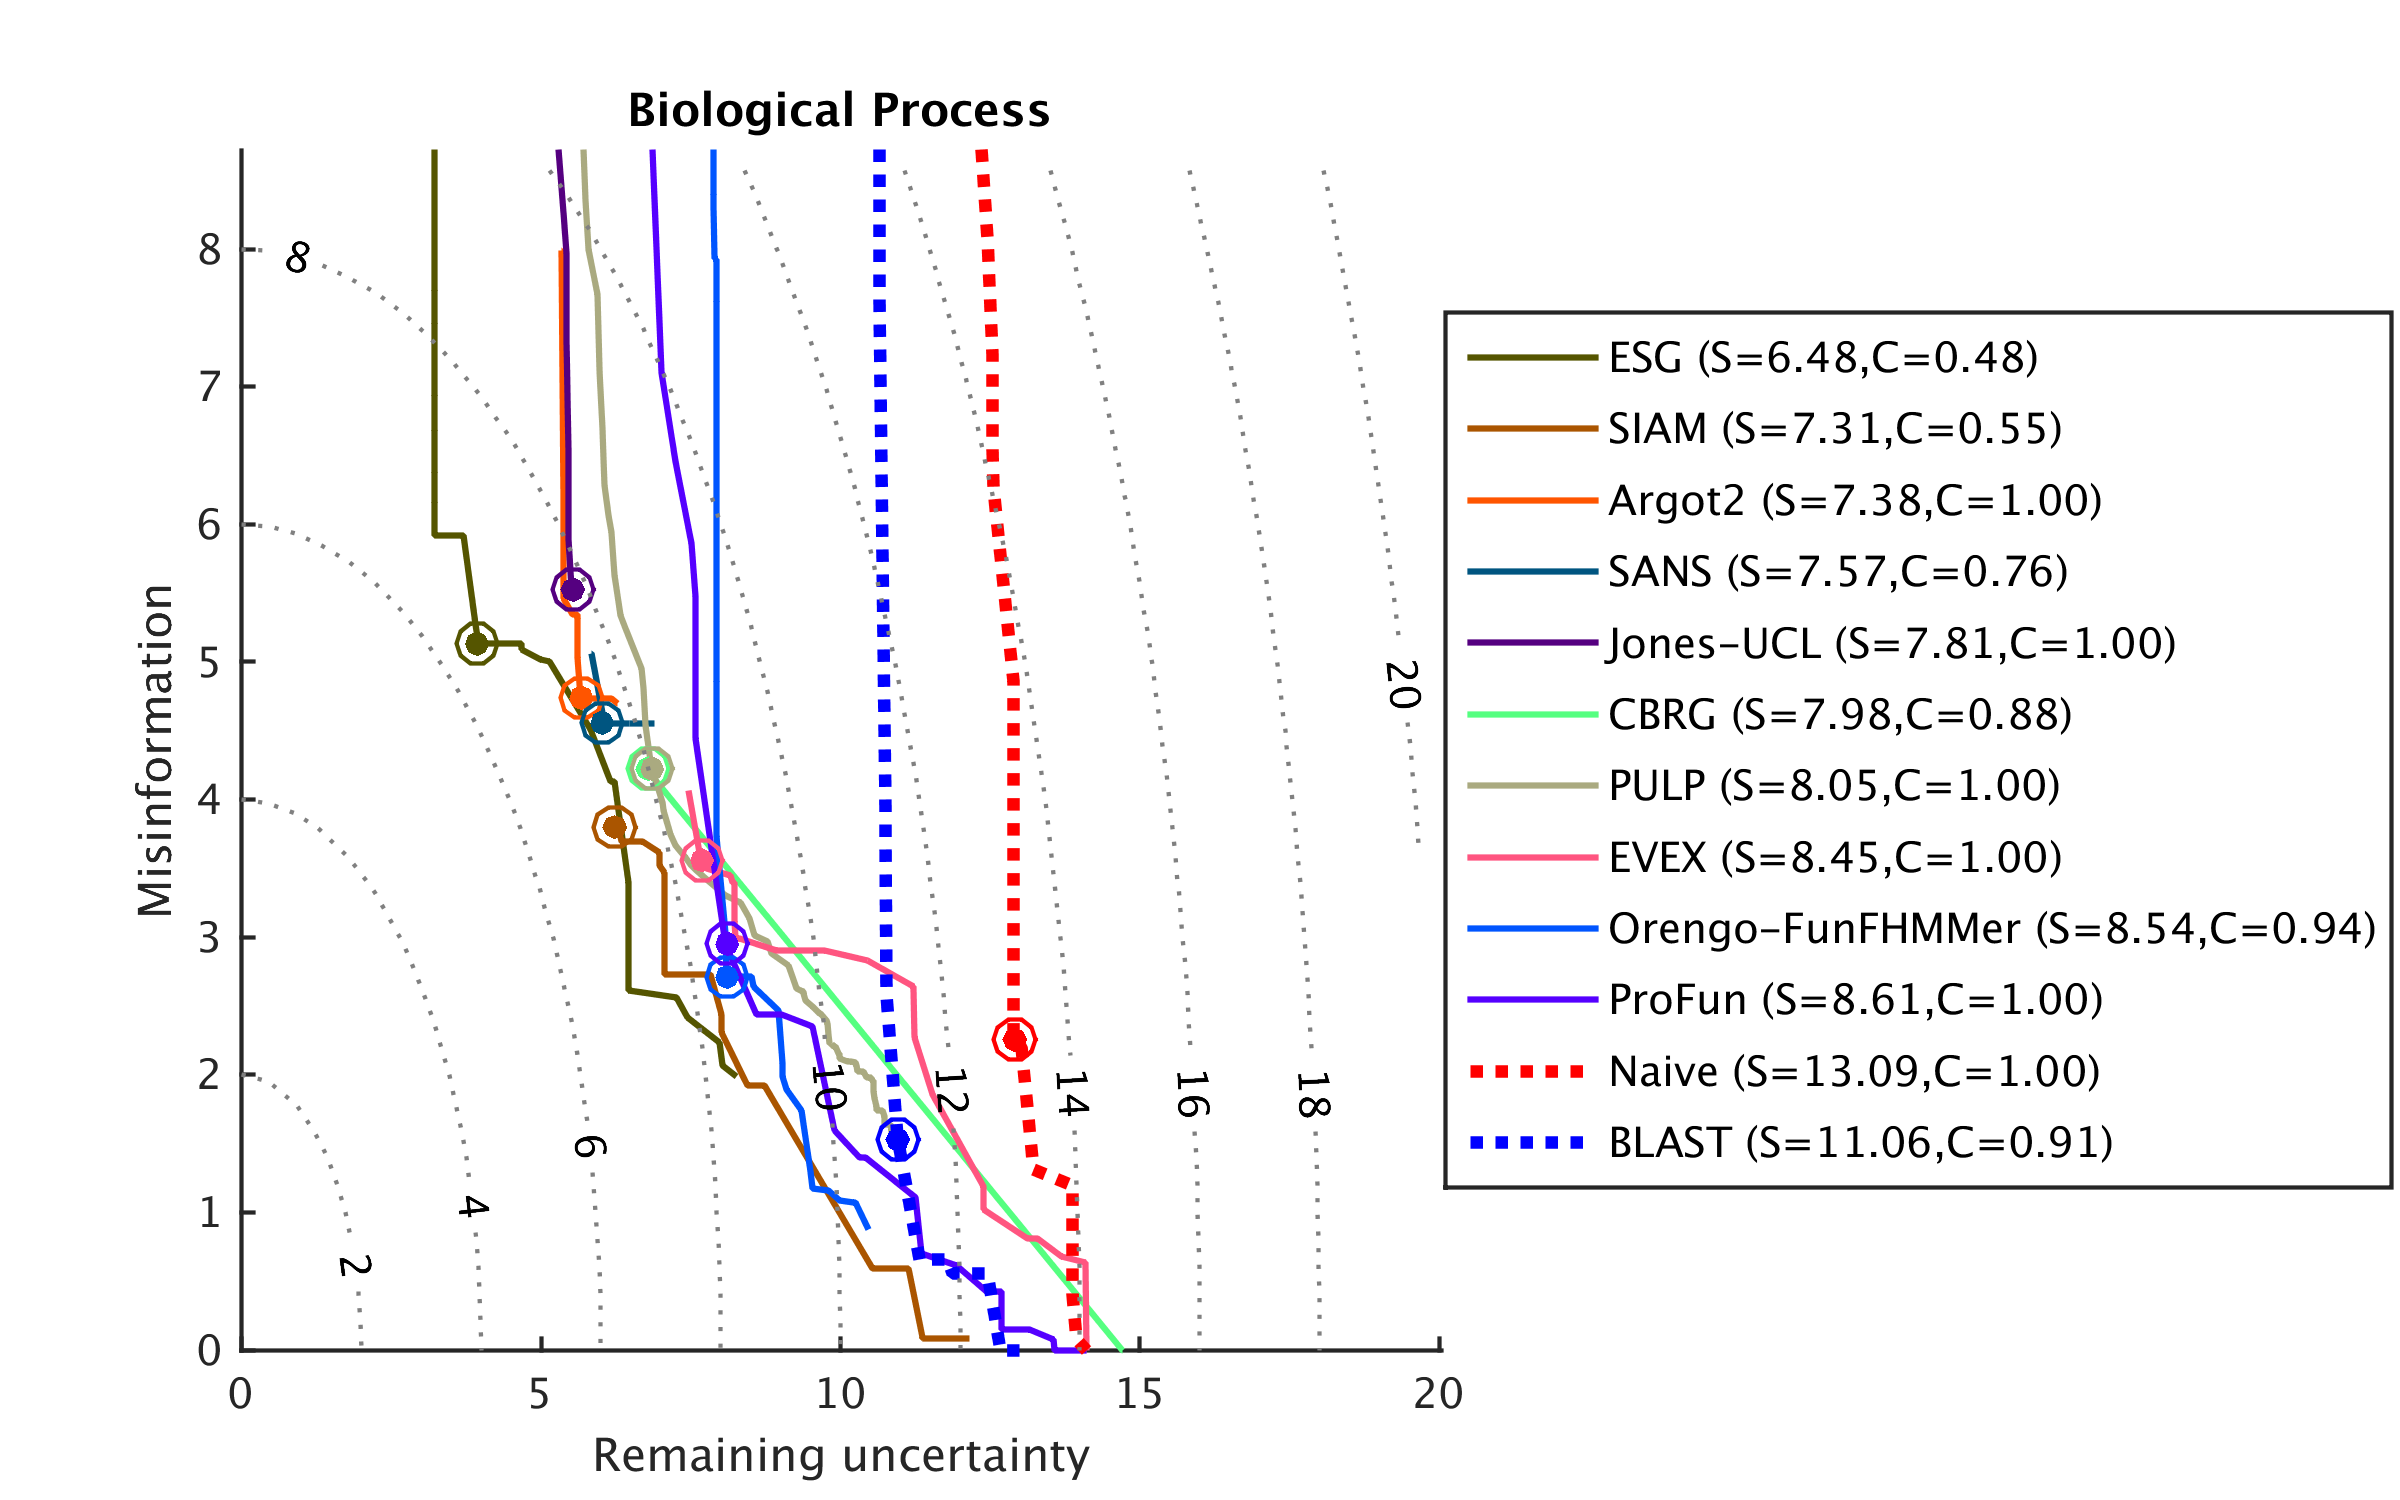 Biological Process
Misinformation
8
7
6
5
4
3
2
1
0
0
5
10
15
20
Remaining uncertainty
8
6
4
2
10
12
14
16
18
20
ESG (S=6.48,C=0.48)
SIAM (S=7.31,C=0.55)
Argot2 (S=7.38,C=1.00)
SANS (S=7.57,C=0.76)
Jones-UCL (S=7.81,C=1.00)
CBRG (S=7.98,C=0.88)
PULP (S=8.05,C=1.00)
EVEX (S=8.45,C=1.00)
Orengo-FunFHMMer (S=8.54,C=0.94)
ProFun (S=8.61,C=1.00)
Naive (S=13.09,C=1.00)
BLAST (S=11.06,C=0.91)